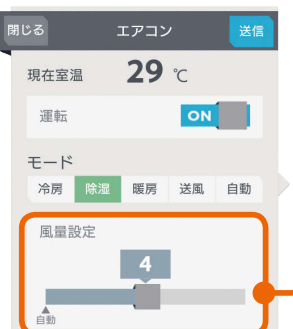 閉じる エアコン 送信
現在室温 29 ℃
運転 ON
モード
冷房 除湿 暖房 送風 自動
風量設定
4
自動